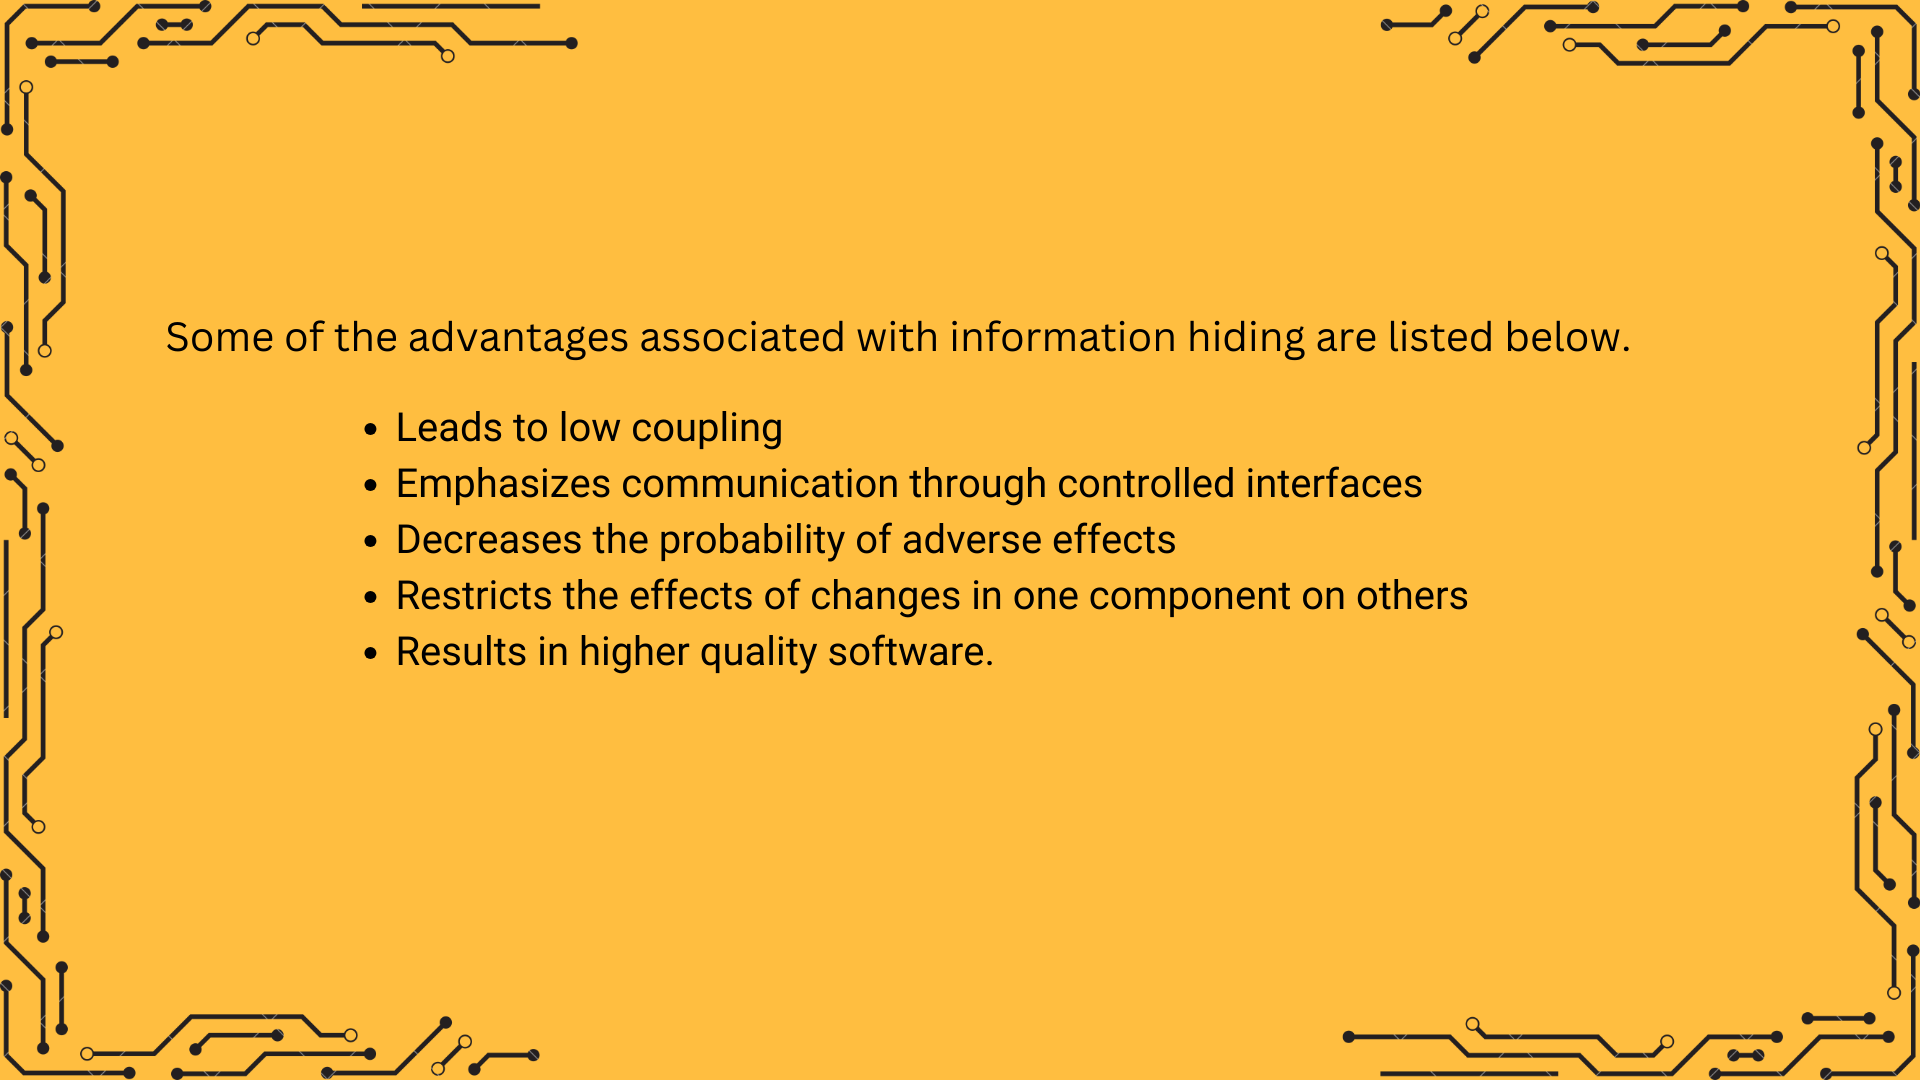 Some of the advantages associated with information hiding are listed below.
• Leads to low coupling
• Emphasizes communication through controlled interfaces
• Decreases the probability of adverse effects
• Restricts the effects of changes in one component on others
• Results in higher quality software.